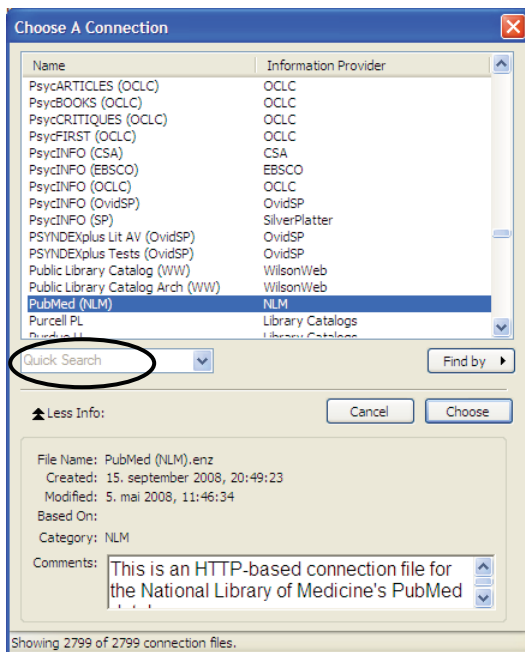 Choose A Connection
Name Information Provider
PsycARTICLES (OCLC) OCLC
PsycBOOKS (OCLC) OCLC
PsycCRITIQUES (OCLC) OCLC
PsycFIRST (OCLC) OCLC
PsycINFO (CSA) CSA
PsycINFO (EBSCO) EBSCO
PsycINFO (OCLC) OCLC
PsycINFO (OvidSP) OvidSP
PsycINFO (SP) SilverPlatter
PSYNDEXplus Lit AV (OvidSP) OvidSP
PSYNDEXplus Tests (OvidSP) OvidSP
Public Library Catalog (WW) WilsonWeb
Public Library Catalog Arch (WW) WilsonWeb
PubMed (NLM) NLM
Purcell PL Library Catalogs
Purdue U Library Catalogs
Quick Search Find by
Less Info: Cancel Choose
File Name: PubMed (NLM).enz
Created: 15. september 2008, 20:49:23
Modified: 5. mai 2008, 11:46:34
Based On:
Category: NLM
Comments: This is an HTTP-based connection file for
the National Library of Medicine's PubMed
Showing 2799 of 2799 connection files.